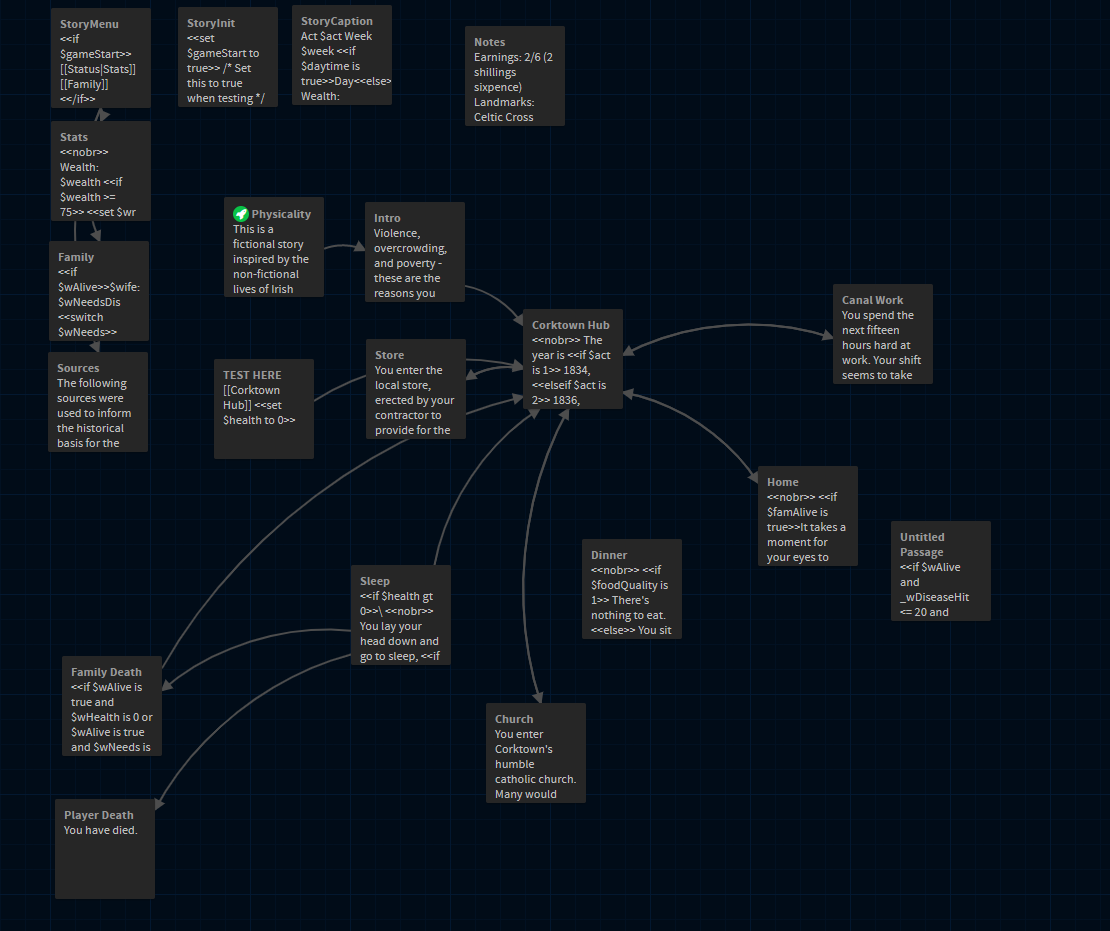 StoryMenu
<<if
$gameStart>>
[[Status|Stats]]
[[Family]]
<</if>>
StoryInit
<<set
$gameStart to
true>> /* Set
this to true
when testing */
StoryCaption
Act $act Week
$week <<if
$daytime is
true>>Day<<else>
Wealth:
Notes
Earnings: 2/6 (2
shillings
sixpence)
Landmarks:
Celtic Cross
Stats
<<nobr>>
Wealth:
$wealth <<if
$wealth >=
75>> <<set $wr
Physicality
This is a
fictional story
inspired by the
non-fictional
lives of Irish
Intro
Violence,
overcrowding,
and poverty -
these are the
reasons you
Family
<<if
$wAlive>>$wife:
$wNeedsDis
<<switch
$wNeeds>>
Corktown Hub
<<nobr>> The
year is <<if $act
is 1>> 1834,
<<elseif $act is
2>> 1836,
Canal Work
You spend the
next fifteen
hours hard at
work. Your shift
seems to take
Sources
The following
sources were
used to inform
the historical
basis for the
TEST HERE
[[Corktown
Hub]] <<set
$health to 0>>
Store
You enter the
local store,
erected by your
contractor to
provide for the
Home
<<nobr>> <<if
$famAlive is
true>>It takes a
moment for
your eyes to
Untitled
Passage
<<if $wAlive
and
_wDiseaseHit
<= 20 and
Dinner
<<nobr>> <<if
$foodQuality is
1>> There's
nothing to eat.
<<else>> You sit
Sleep
<<if $health gt
0>>\ <<nobr>>
You lay your
head down and
go to sleep, <<if
Family Death
<<if $wAlive is
true and
$wHealth is 0 or
$wAlive is true
and $wNeeds is
Church
You enter
Corktown's
humble
catholic church.
Many would
Player Death
You have died.